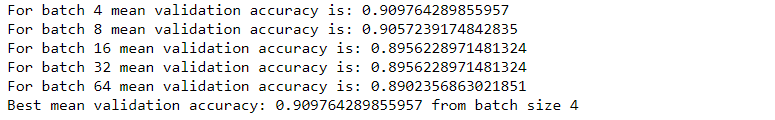 For batch 4 mean validation accuracy is: 0.909764289855957
For batch 8 mean validation accuracy is: 0.9057239174842835
For batch 16 mean validation accuracy is: 0.8956228971481324
For batch 32 mean validation accuracy is: 0.8956228971481324
For batch 64 mean validation accuracy is: 0.8902356863021851
Best mean validation accuracy: 0.909764289855957 from batch size 4